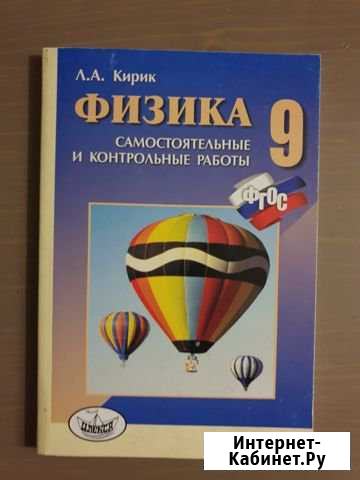 Л.А. Кирик
ФИЗИКА 9
САМОСТОЯТЕЛЬНЫЕ
И КОНТРОЛЬНЫЕ РАБОТЫ
ФГОС
ИЛЕКСА
Интернет-
Кабинет.Ру